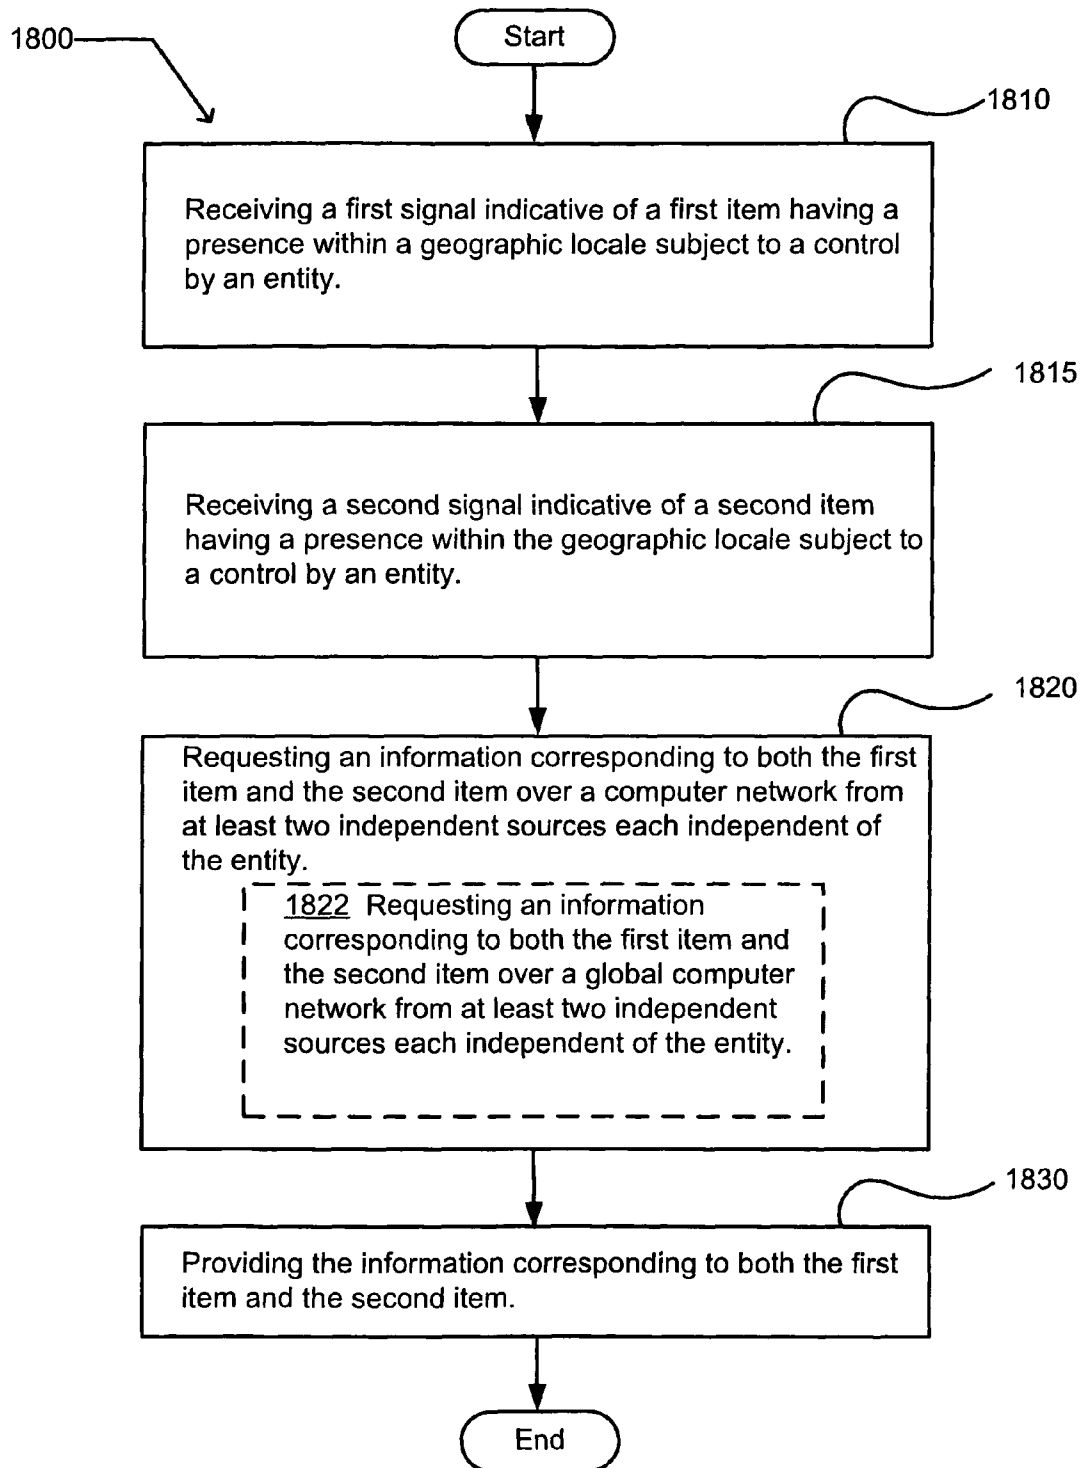 Start
1800
1810
Receiving a first signal indicative of a first item having a
presence within a geographic locale subject to a control
by an entity.
1815
Receiving a second signal indicative of a second item
having a presence within the geographic locale subject to
a control by an entity.
1820
Requesting an information corresponding to both the first
item and the second item over a computer network from
at least two independent sources each independent of
the entity.
1822 Requesting an information
corresponding to both the first item and
the second item over a global computer
network from at least two independent
sources each independent of the entity.
1830
Providing the information corresponding to both the first
item and the second item.
End